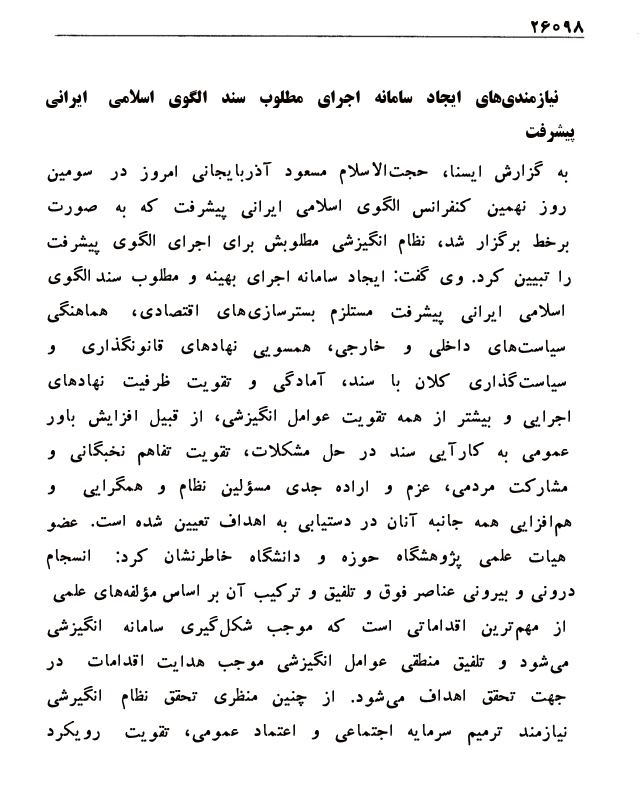 ۲۶۰۹۸
نیازمندی‌های ایجاد سامانه اجرای مطلوب سند الگوی اسلامی ایرانی
پیشرفت
به گزارش ایسنا، حجت‌الاسلام مسعود آذربایجانی امروز در سومین
روز نهمین کنفرانس الگوی اسلامی ایرانی پیشرفت که به صورت
برخط برگزار شد، نظام انگیزشی مطلوبش برای اجرای الگوی پیشرفت
را تبیین کرد. وی گفت: ایجاد سامانه اجرای بهینه و مطلوب سند الگوی
اسلامی ایرانی پیشرفت مستلزم بسترسازی‌های اقتصادی، هماهنگی
سیاست‌های داخلی و خارجی، همسویی نهادهای قانونگذاری و
سیاست‌گذاری کلان با سند، آمادگی و تقویت ظرفیت نهادهای
اجرایی و بیشتر از همه تقویت عوامل انگیزشی، از قبیل افزایش باور
عمومی به کارآیی سند در حل مشکلات، تقویت تفاهم نخبگانی و
مشارکت مردمی، عزم و اراده جدی مسؤلین نظام و همگرایی و
هم‌افزایی همه جانبه آنان در دستیابی به اهداف تعیین شده است. عضو
هیات علمی پژوهشگاه حوزه و دانشگاه خاطرنشان کرد: انسجام
درونی و بیرونی عناصر فوق و تلفیق و ترکیب آن بر اساس مؤلفه‌های علمی
از مهم‌ترین اقداماتی است که موجب شکل‌گیری سامانه انگیزشی
می‌شود و تلفیق منطقی عوامل انگیزشی موجب هدایت اقدامات در
جهت تحقق اهداف می‌شود. از چنین منظری تحقق نظام انگیرشی
نیازمند ترمیم سرمایه اجتماعی و اعتماد عمومی، تقویت رویکرد